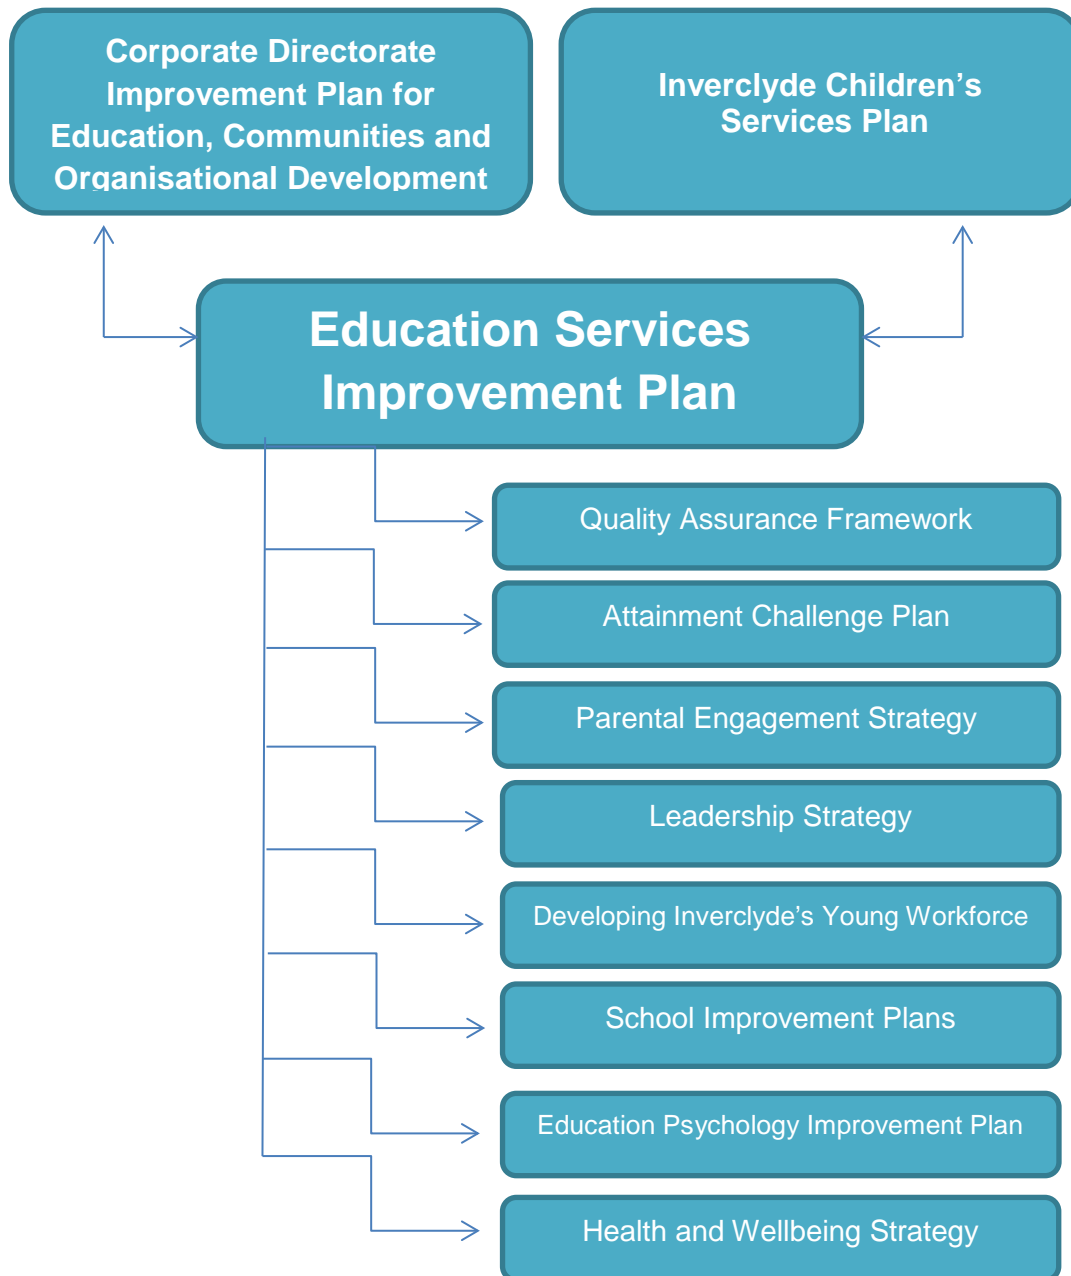 Corporate Directorate
Improvement Plan for
Education, Communities and
Organisational Development
Inverclyde Children’s
Services Plan
Education Services
Improvement Plan
Quality Assurance Framework
Attainment Challenge Plan
Parental Engagement Strategy
Leadership Strategy
Developing Inverclyde’s Young Workforce
School Improvement Plans
Education Psychology Improvement Plan
Health and Wellbeing Strategy